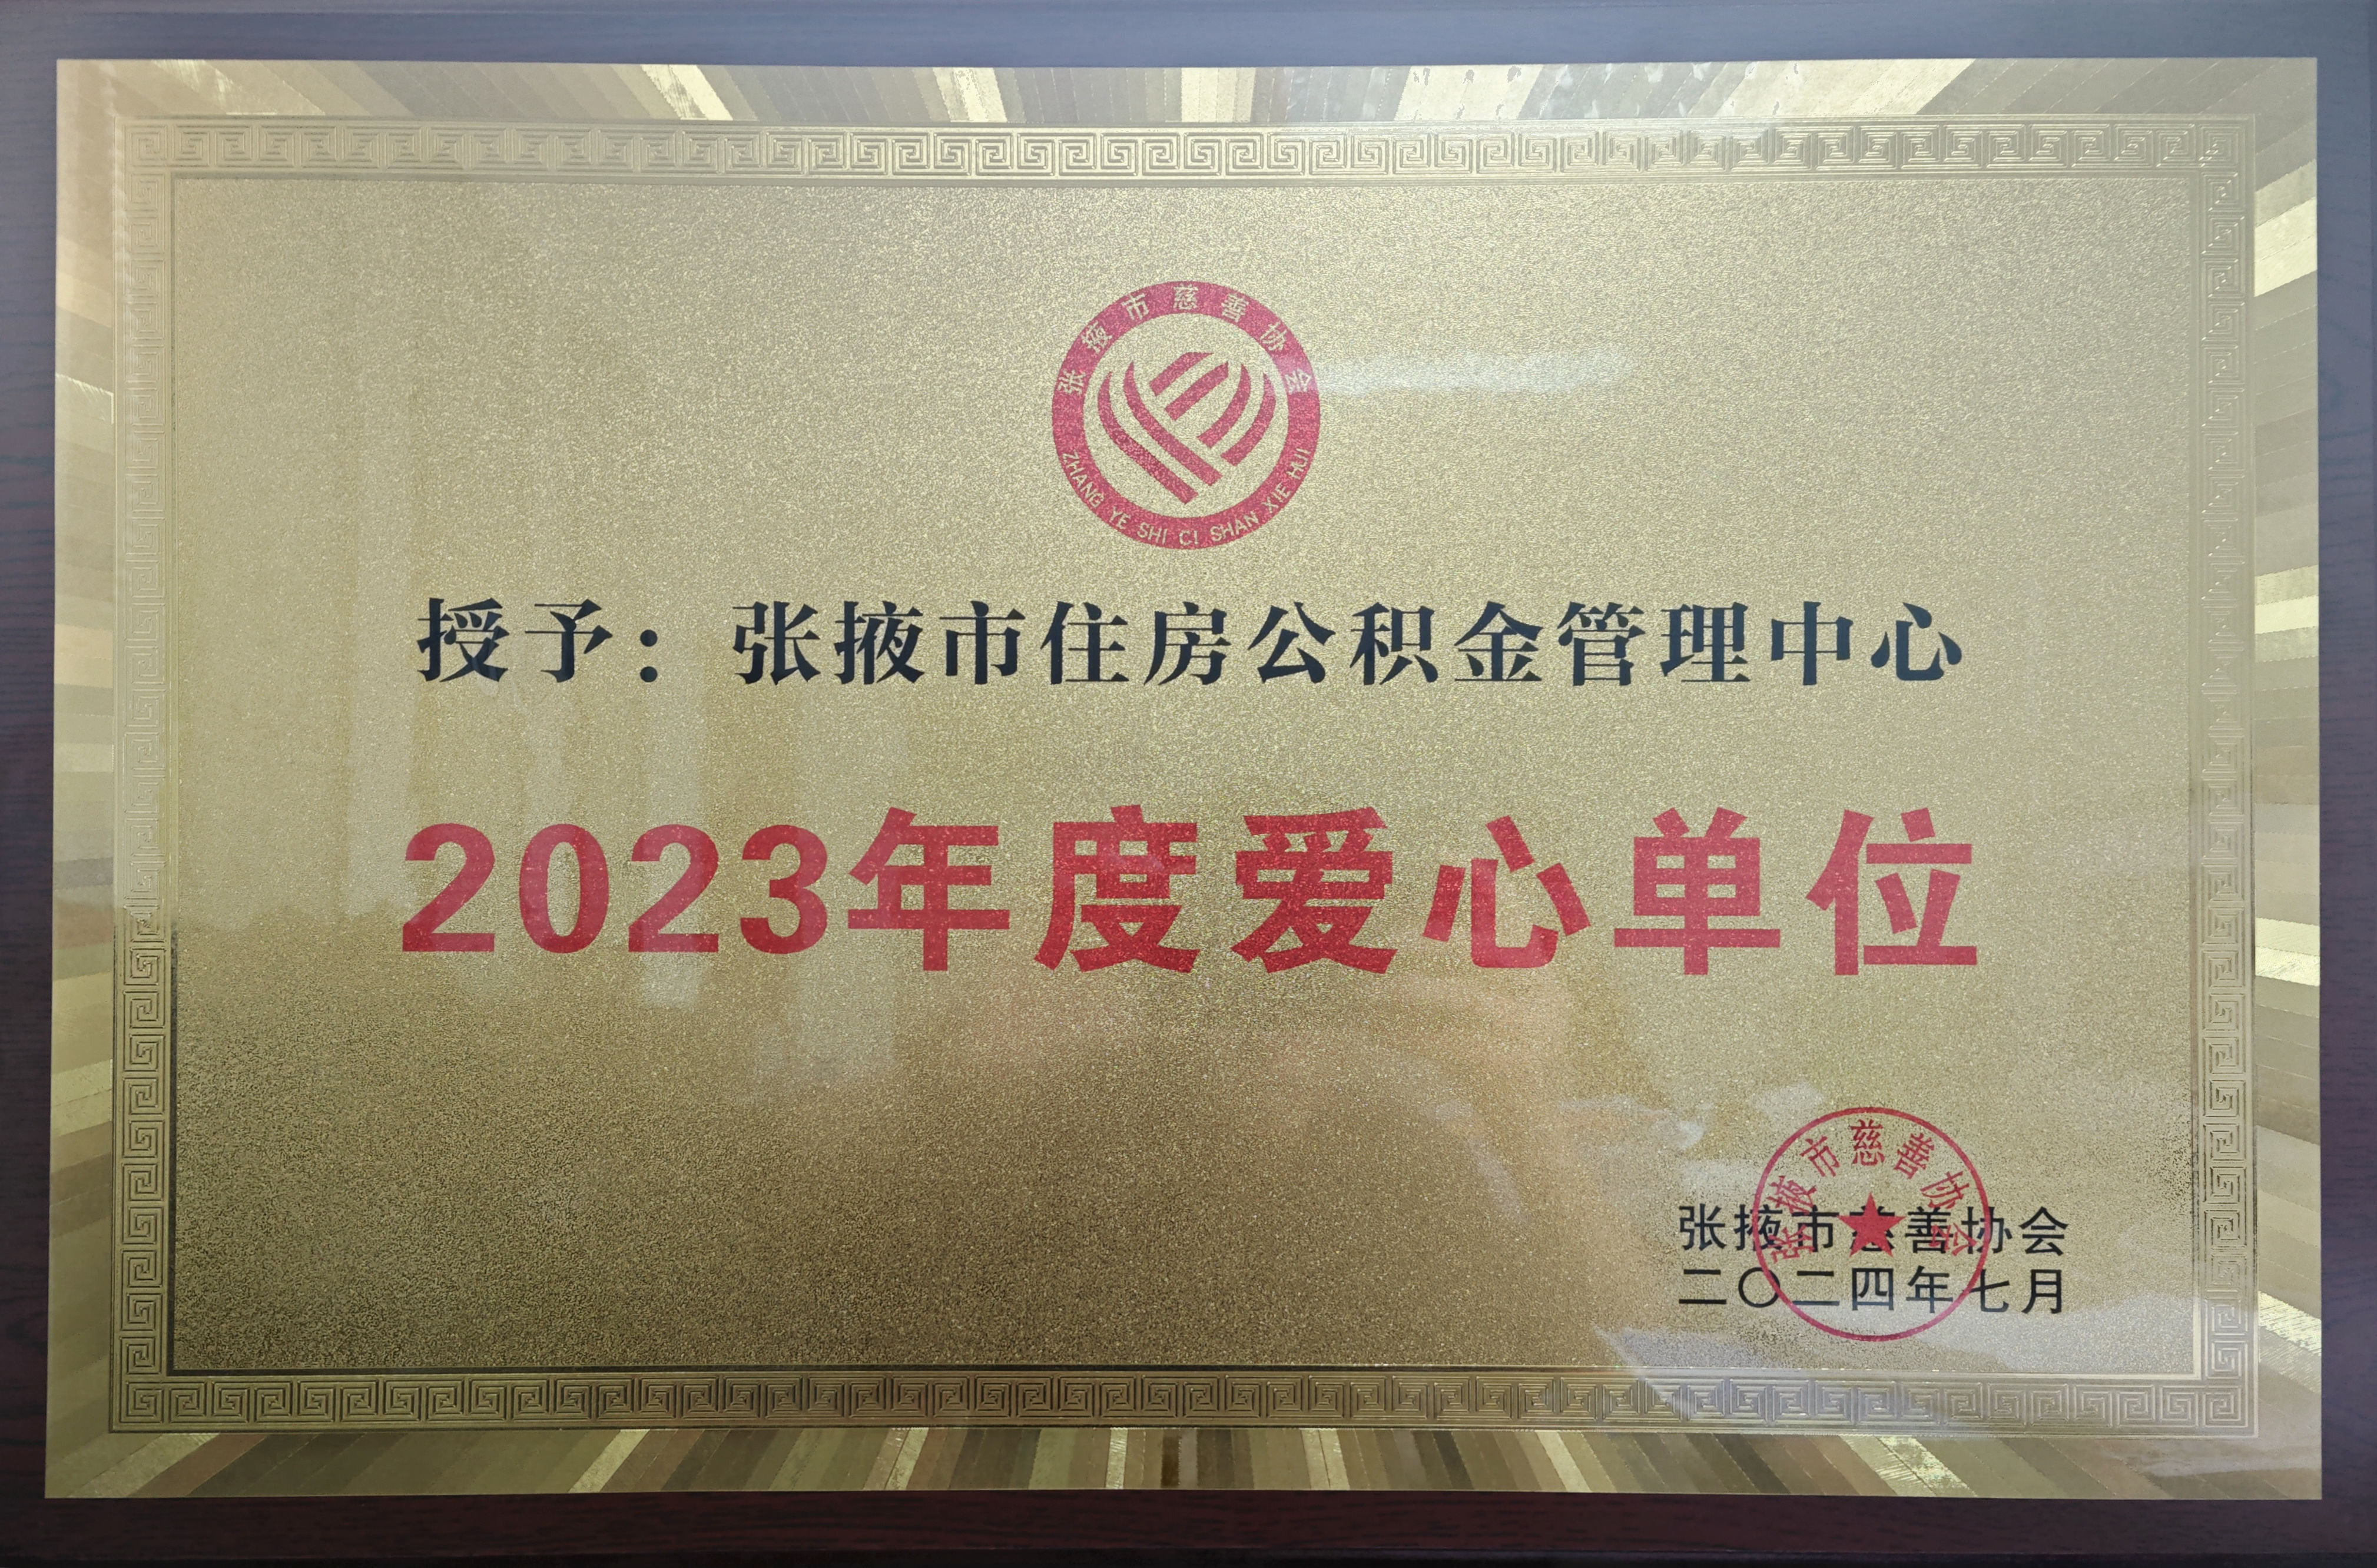 张掖市慈善协会
ZHANG YE SHI CI SHAN XIE HUI
授予：张掖市住房公积金管理中心
2023年度爱心单位
张掖市慈善协会
张掖市慈善协会
二〇二四年七月